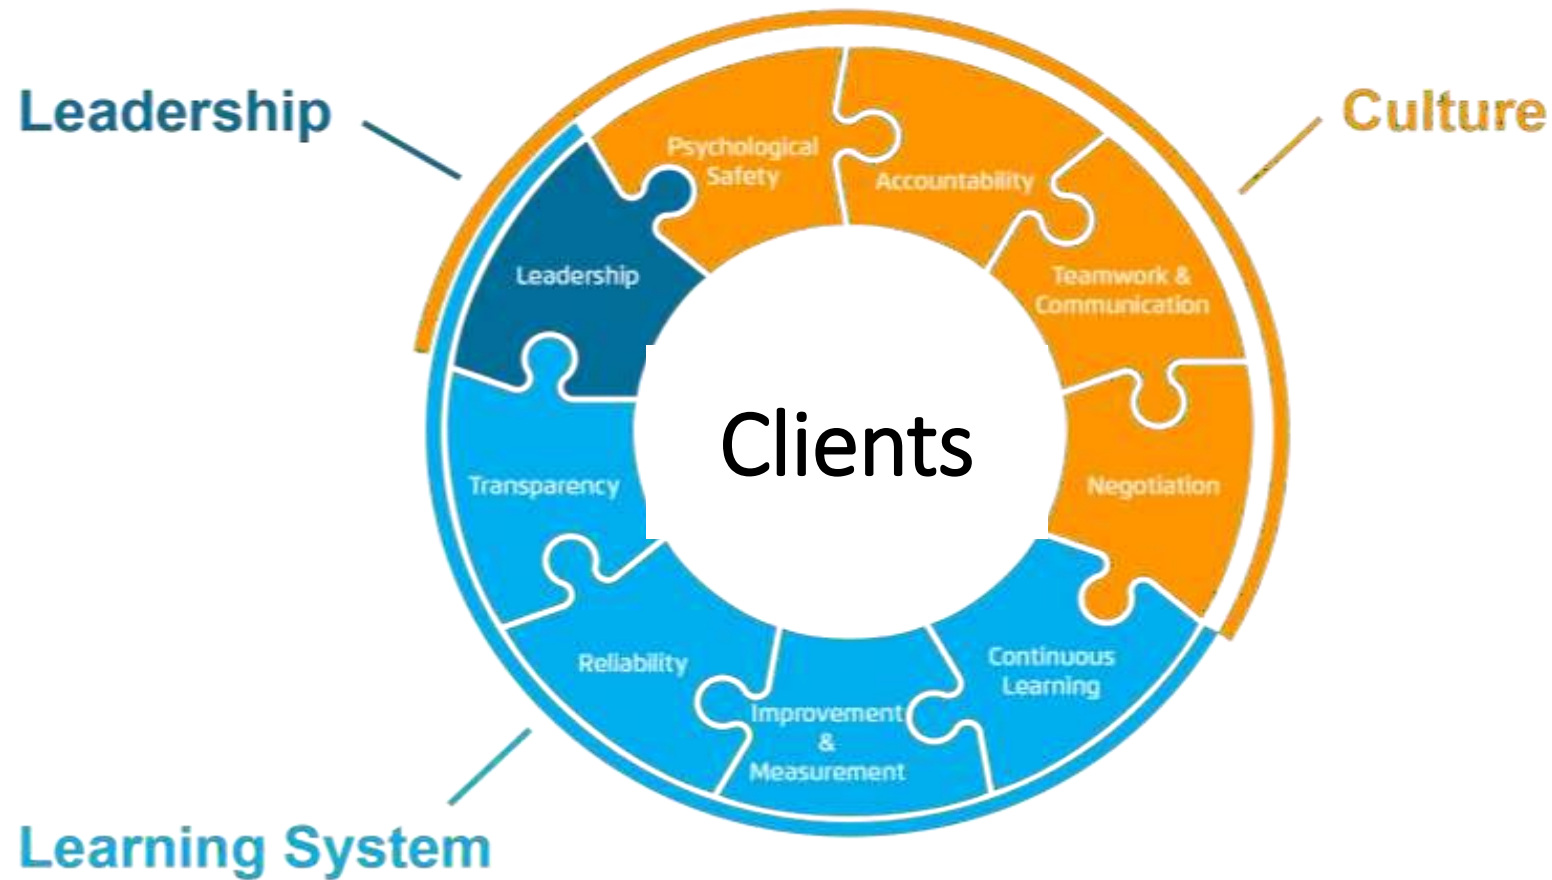 Leadership
Culture
Psychological
Safety
Accountability
Leadership
Teamwork &
Communication
Clients
Transparency
Negotiation
Reliability
Continuous
Learning
Improvement
&
Measurement
Learning System